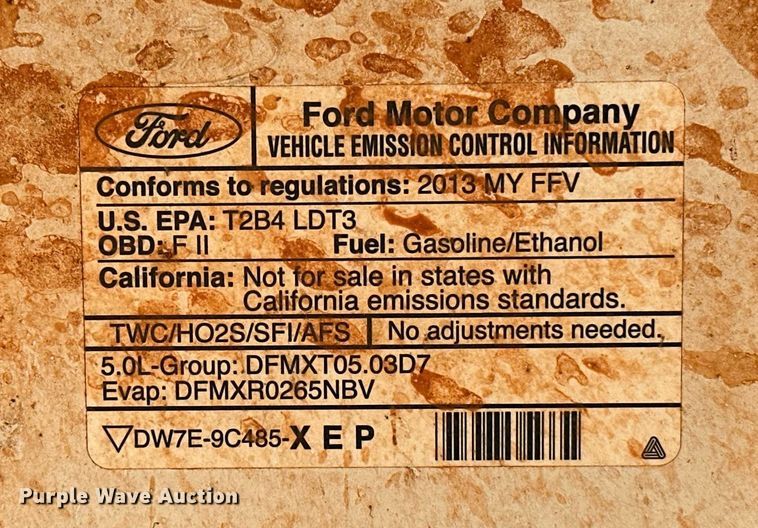 Ford
Ford Motor Company
VEHICLE EMISSION CONTROL INFORMATION
Conforms to regulations: 2013 MY FFV
U.S. EPA: T2B4 LDT3
OBD: F II Fuel: Gasoline/Ethanol
California: Not for sale in states with
California emissions standards.
TWC/HO2S/SFI/AFS No adjustments needed.
5.0L-Group: DFMXT05.03D7
Evap: DFMXR0265NBV
▽DW7E-9C485-X E P
Purple Wave Auction